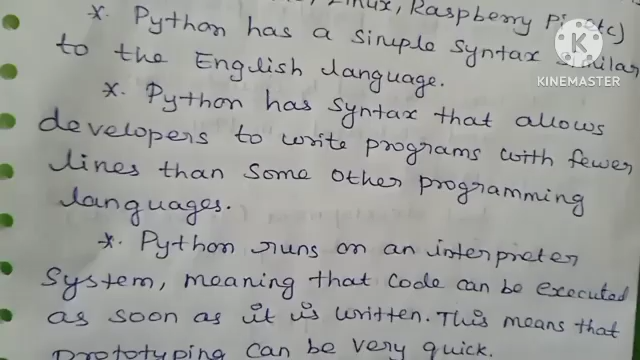 Linux, Raspberry Pi etc)
*. Python has a simple syntax similar
to the English language.
*. Python has syntax that allows
developers to write programs with fewer
lines than some other programming
languages.
*. Python runs on an interpreter
system, meaning that code can be executed
as soon as it is written. This means that
prototyping can be very quick.
KINEMASTER